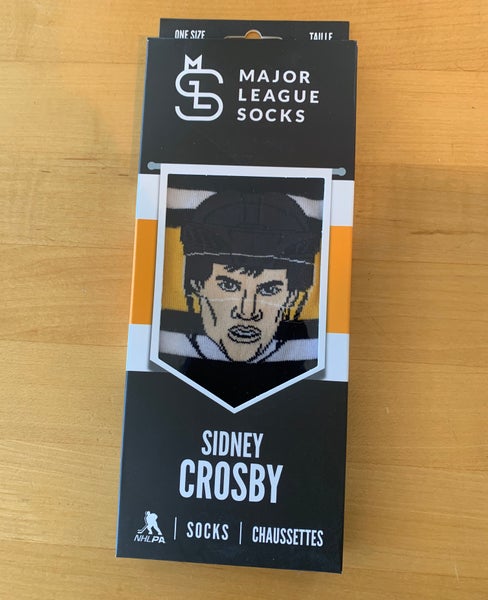 ONE SIZE TAILLE
MAJOR
LEAGUE
SOCKS
SIDNEY
CROSBY
NHLPA | SOCKS | CHAUSSETTES